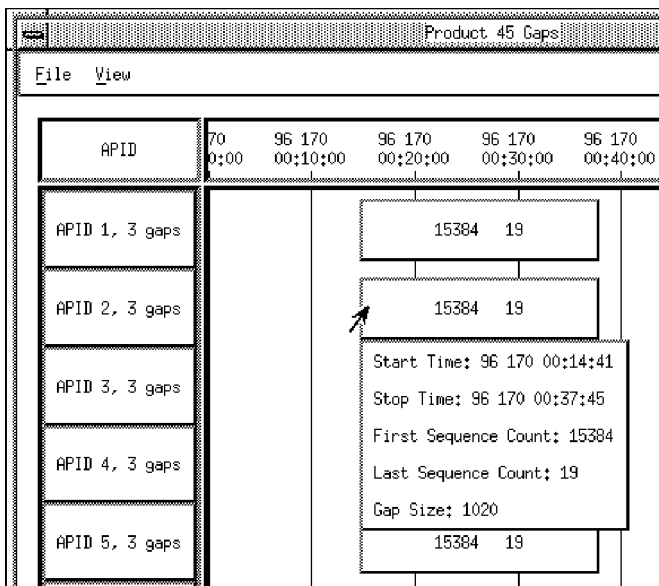 Product 45 Gaps
File View
APID
70 96 170 96 170 96 170 96 170
0:00 00:10:00 00:20:00 00:30:00 00:40:00
APID 1, 3 gaps 15384 19
APID 2, 3 gaps 15384 19
Start Time: 96 170 00:14:41
Stop Time: 96 170 00:37:45
First Sequence Count: 15384
Last Sequence Count: 19
Gap Size: 1020
APID 3, 3 gaps
APID 4, 3 gaps
APID 5, 3 gaps 15384 19